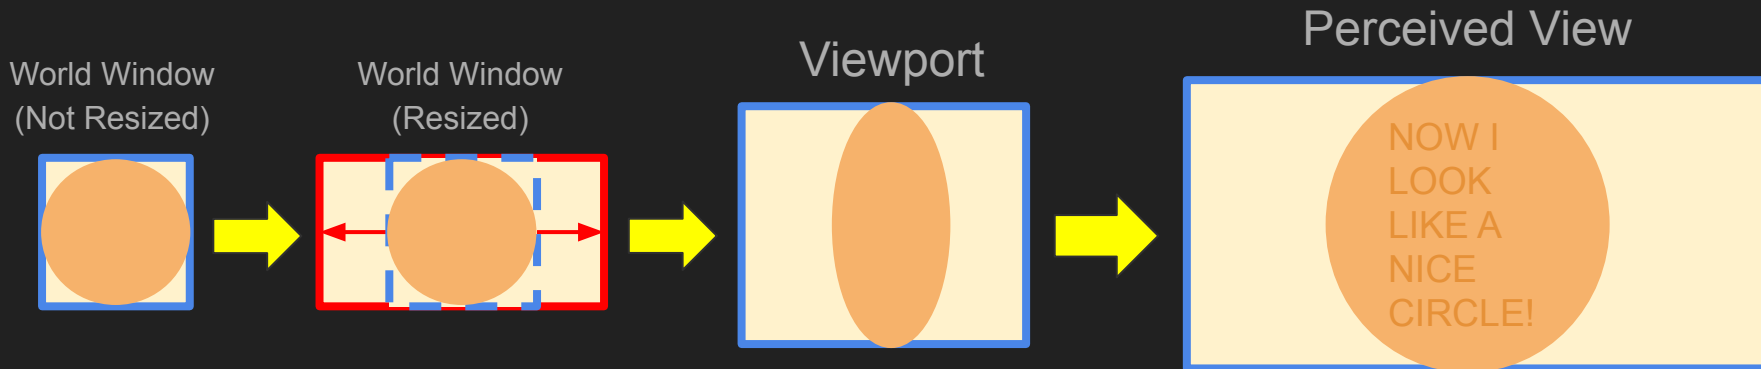 World Window
(Not Resized)
World Window
(Resized)
Viewport
Perceived View
NOW I
LOOK
LIKE A
NICE
CIRCLE!